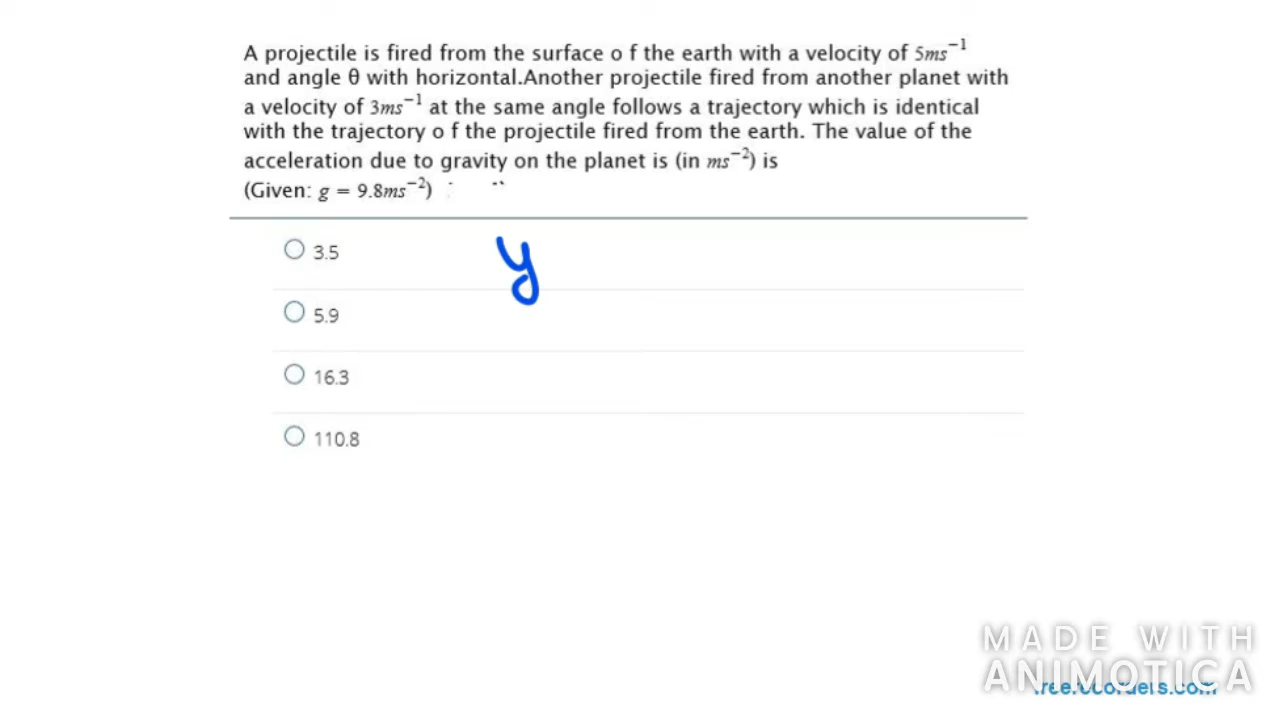 A projectile is fired from the surface o f the earth with a velocity of 5ms⁻¹
and angle θ with horizontal.Another projectile fired from another planet with
a velocity of 3ms⁻¹ at the same angle follows a trajectory which is identical
with the trajectory o f the projectile fired from the earth. The value of the
acceleration due to gravity on the planet is (in ms⁻²) is
(Given: g = 9.8ms⁻²)
3.5
y
5.9
16.3
110.8
MADE WITH
ANIMOTICA